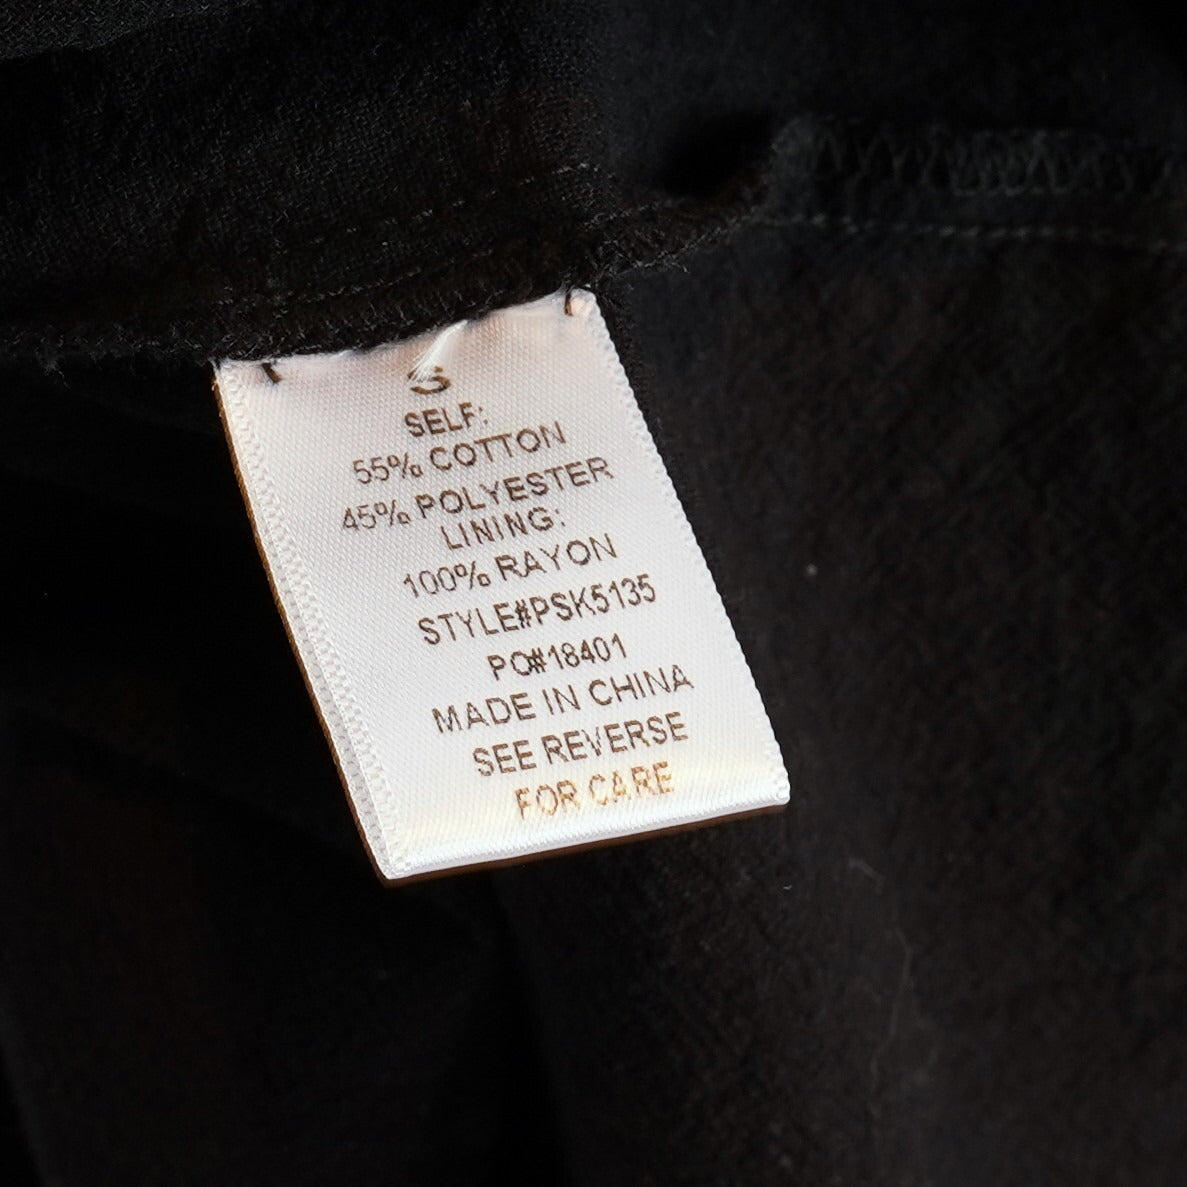 S
SELF:
55% COTTON
45% POLYESTER
LINING:
100% RAYON
STYLE#PSK5135
PO#18401
MADE IN CHINA
SEE REVERSE
FOR CARE